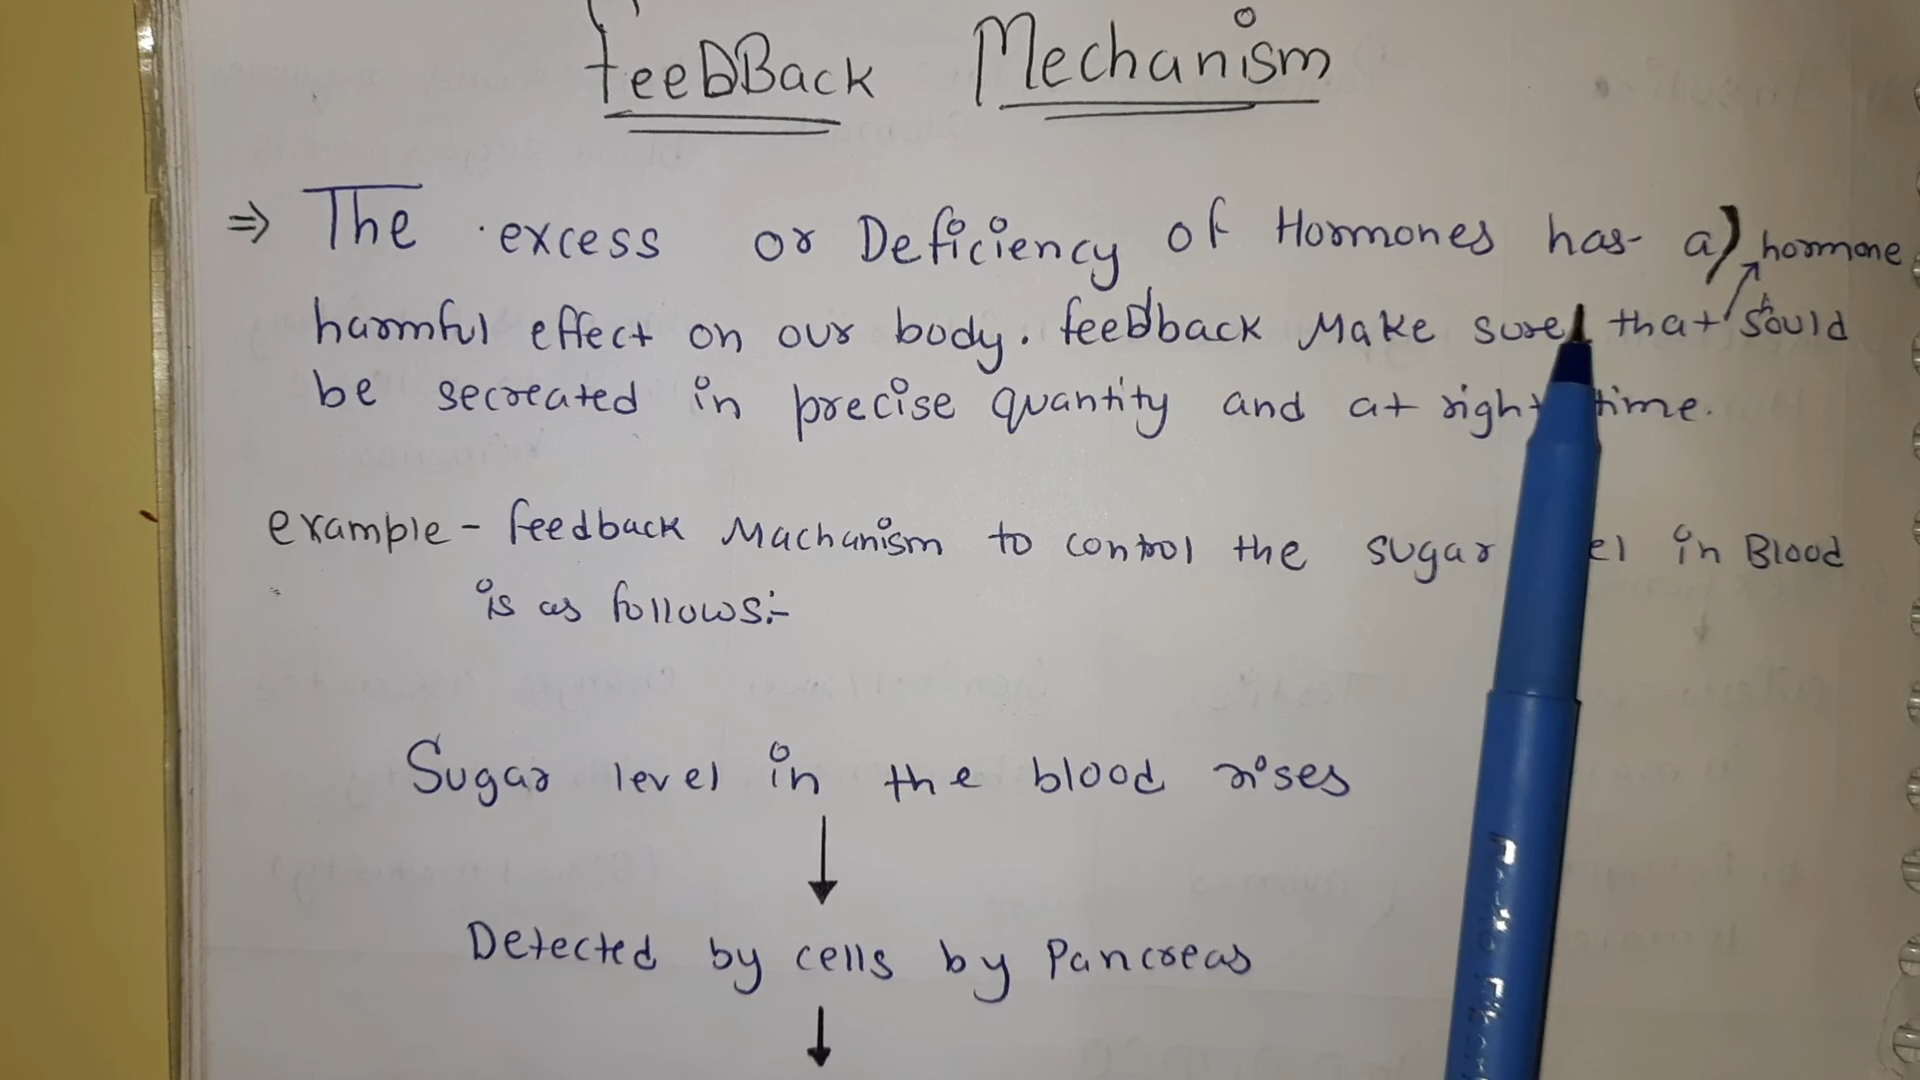 FeedBack Mechanism
⇒ The excess or Deficiency of Hormones has a) hormone
harmful effect on our body. feedback Make sure that should
be secreated in precise quantity and at right time.
example - feedback Machanism to control the sugar el in Blood
is as follows:-
Sugar level in the blood rises
↓
Detected by cells by Pancreas
↓